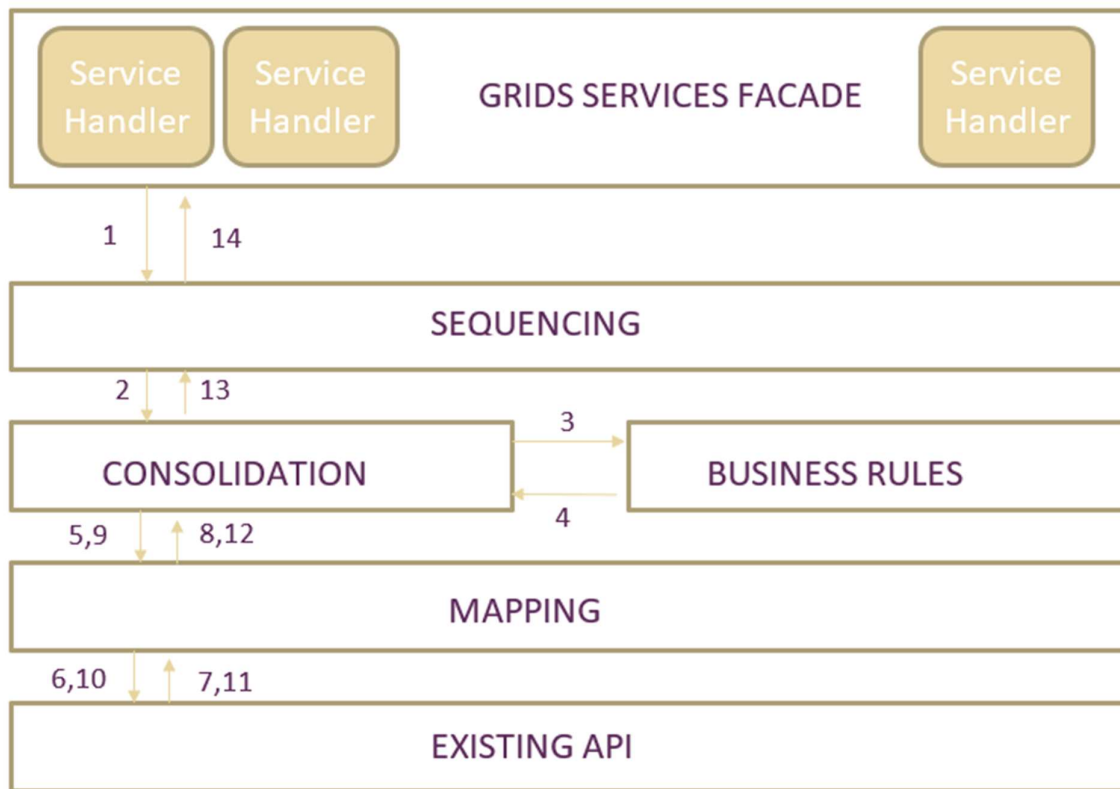 Service
Handler
Service
Handler
GRIDS SERVICES FACADE
Service
Handler
1
14
SEQUENCING
2
13
CONSOLIDATION
3
4
BUSINESS RULES
5,9
8,12
MAPPING
6,10
7,11
EXISTING API